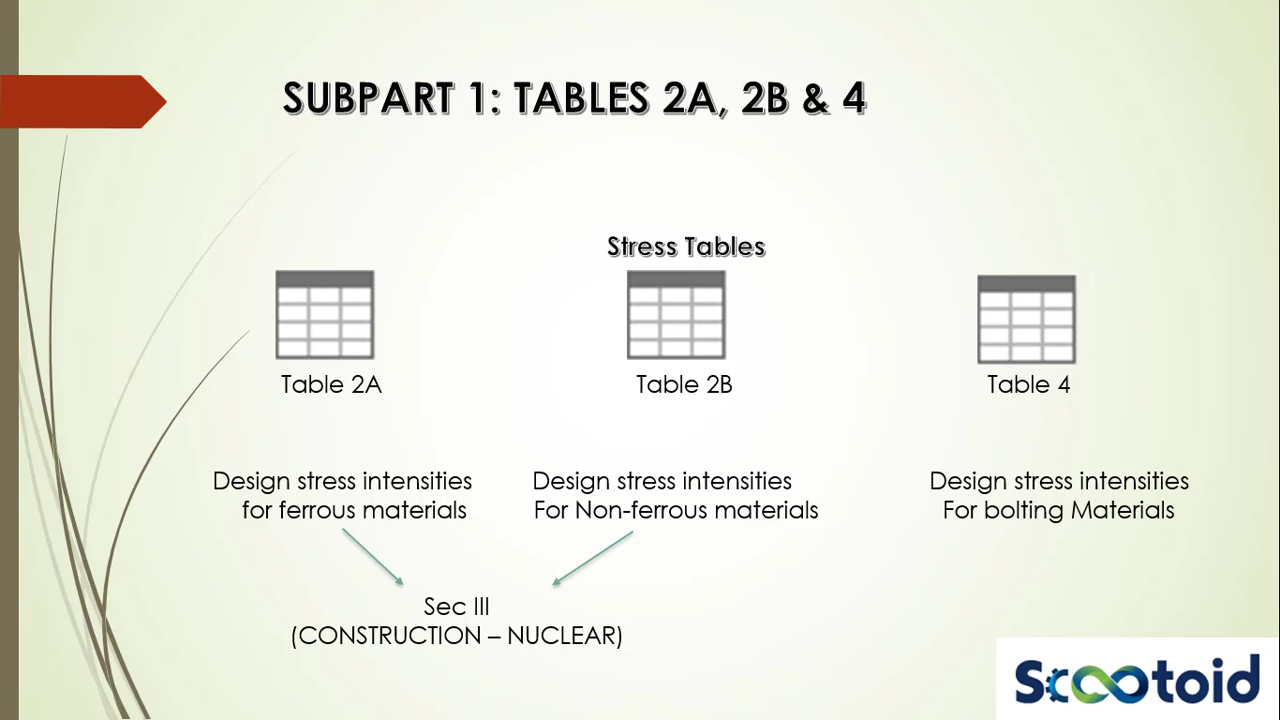 SUBPART 1: TABLES 2A, 2B & 4
Stress Tables
Table 2A
Table 2B
Table 4
Design stress intensities
for ferrous materials
Design stress intensities
For Non-ferrous materials
Design stress intensities
For bolting Materials
Sec III
(CONSTRUCTION – NUCLEAR)
Scootoid